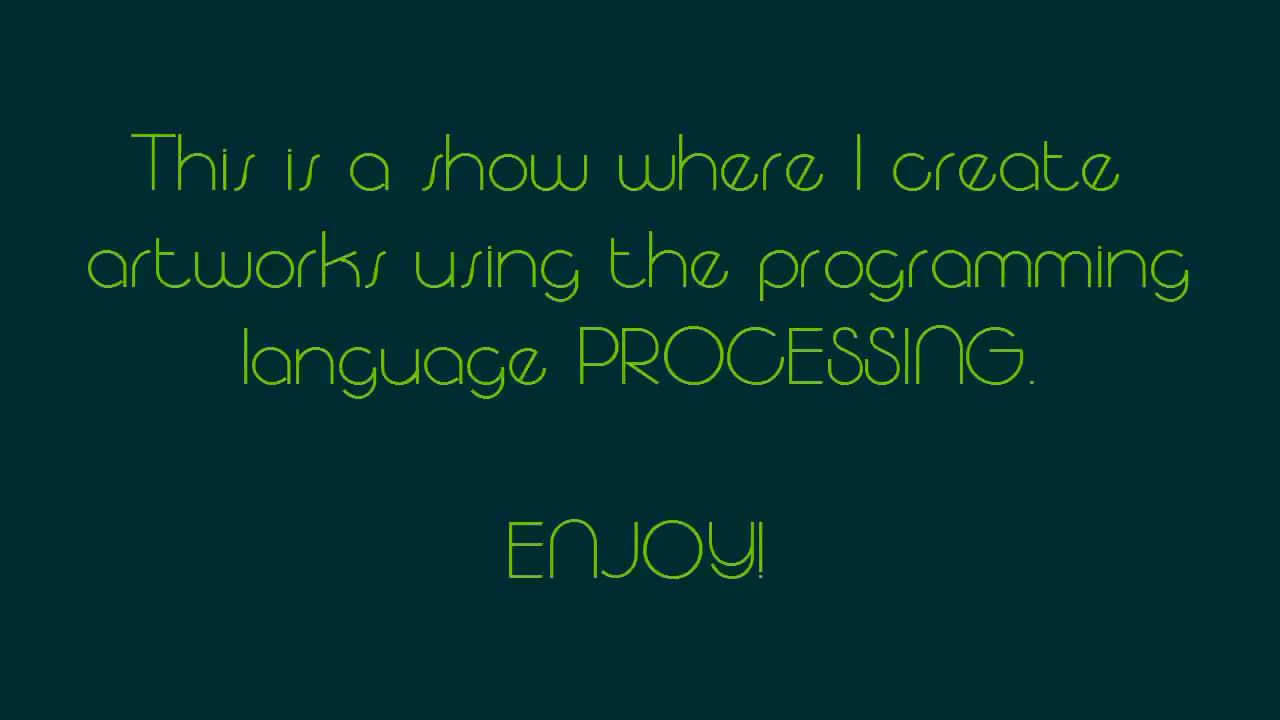 This is a show where I create
artworks using the programming
language PROCESSING.
ENJOY!